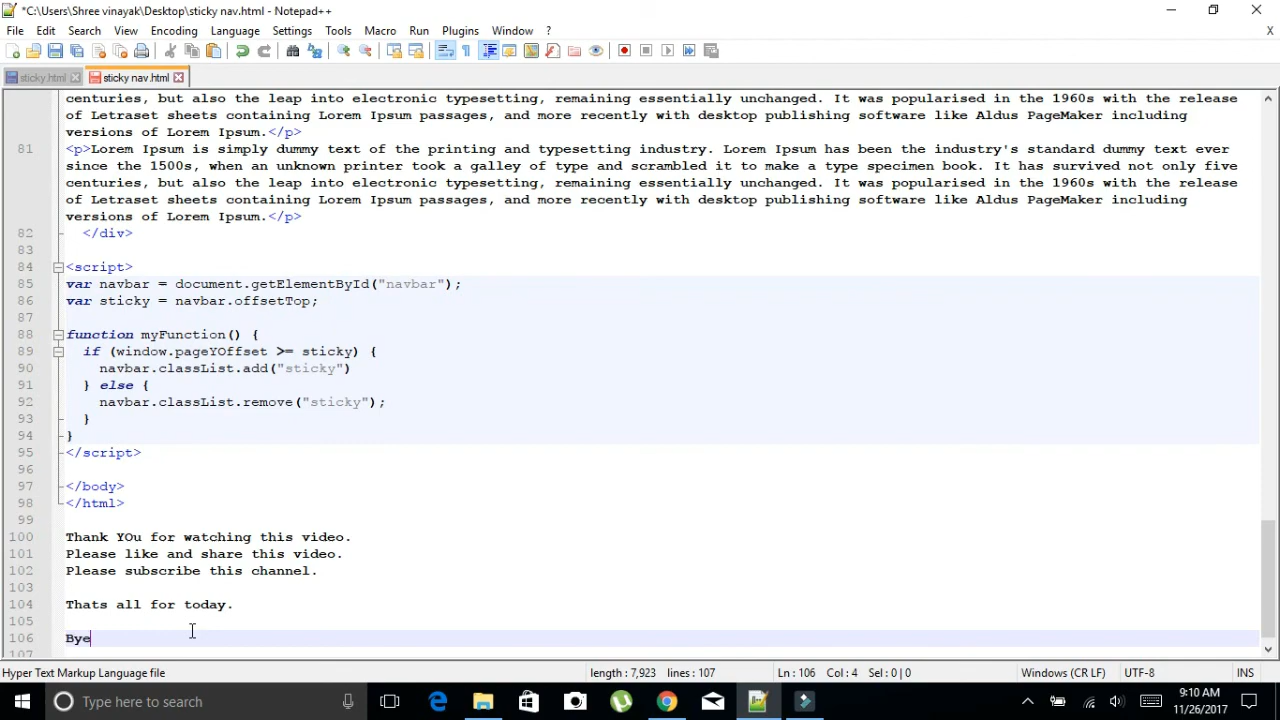 *C:\Users\Shree vinayak\Desktop\sticky nav.html - Notepad++
File Edit Search View Encoding Language Settings Tools Macro Run Plugins Window ? X
sticky.html sticky nav.html
centuries, but also the leap into electronic typesetting, remaining essentially unchanged. It was popularised in the 1960s with the release
of Letraset sheets containing Lorem Ipsum passages, and more recently with desktop publishing software like Aldus PageMaker including
versions of Lorem Ipsum.</p>
81 <p>Lorem Ipsum is simply dummy text of the printing and typesetting industry. Lorem Ipsum has been the industry's standard dummy text ever
since the 1500s, when an unknown printer took a galley of type and scrambled it to make a type specimen book. It has survived not only five
centuries, but also the leap into electronic typesetting, remaining essentially unchanged. It was popularised in the 1960s with the release
of Letraset sheets containing Lorem Ipsum passages, and more recently with desktop publishing software like Aldus PageMaker including
versions of Lorem Ipsum.</p>
82 </div>
83
84 <script>
85 var navbar = document.getElementById("navbar");
86 var sticky = navbar.offsetTop;
87
88 function myFunction() {
89 if (window.pageYOffset >= sticky) {
90 navbar.classList.add("sticky")
91 } else {
92 navbar.classList.remove("sticky");
93 }
94 }
95 </script>
96
97 </body>
98 </html>
99
100 Thank YOu for watching this video.
101 Please like and share this video.
102 Please subscribe this channel.
103
104 Thats all for today.
105
106 Bye
107
Hyper Text Markup Language file length : 7,923 lines : 107 Ln : 106 Col : 4 Sel : 0 | 0 Windows (CR LF) UTF-8 INS
Type here to search
9:10 AM
11/26/2017